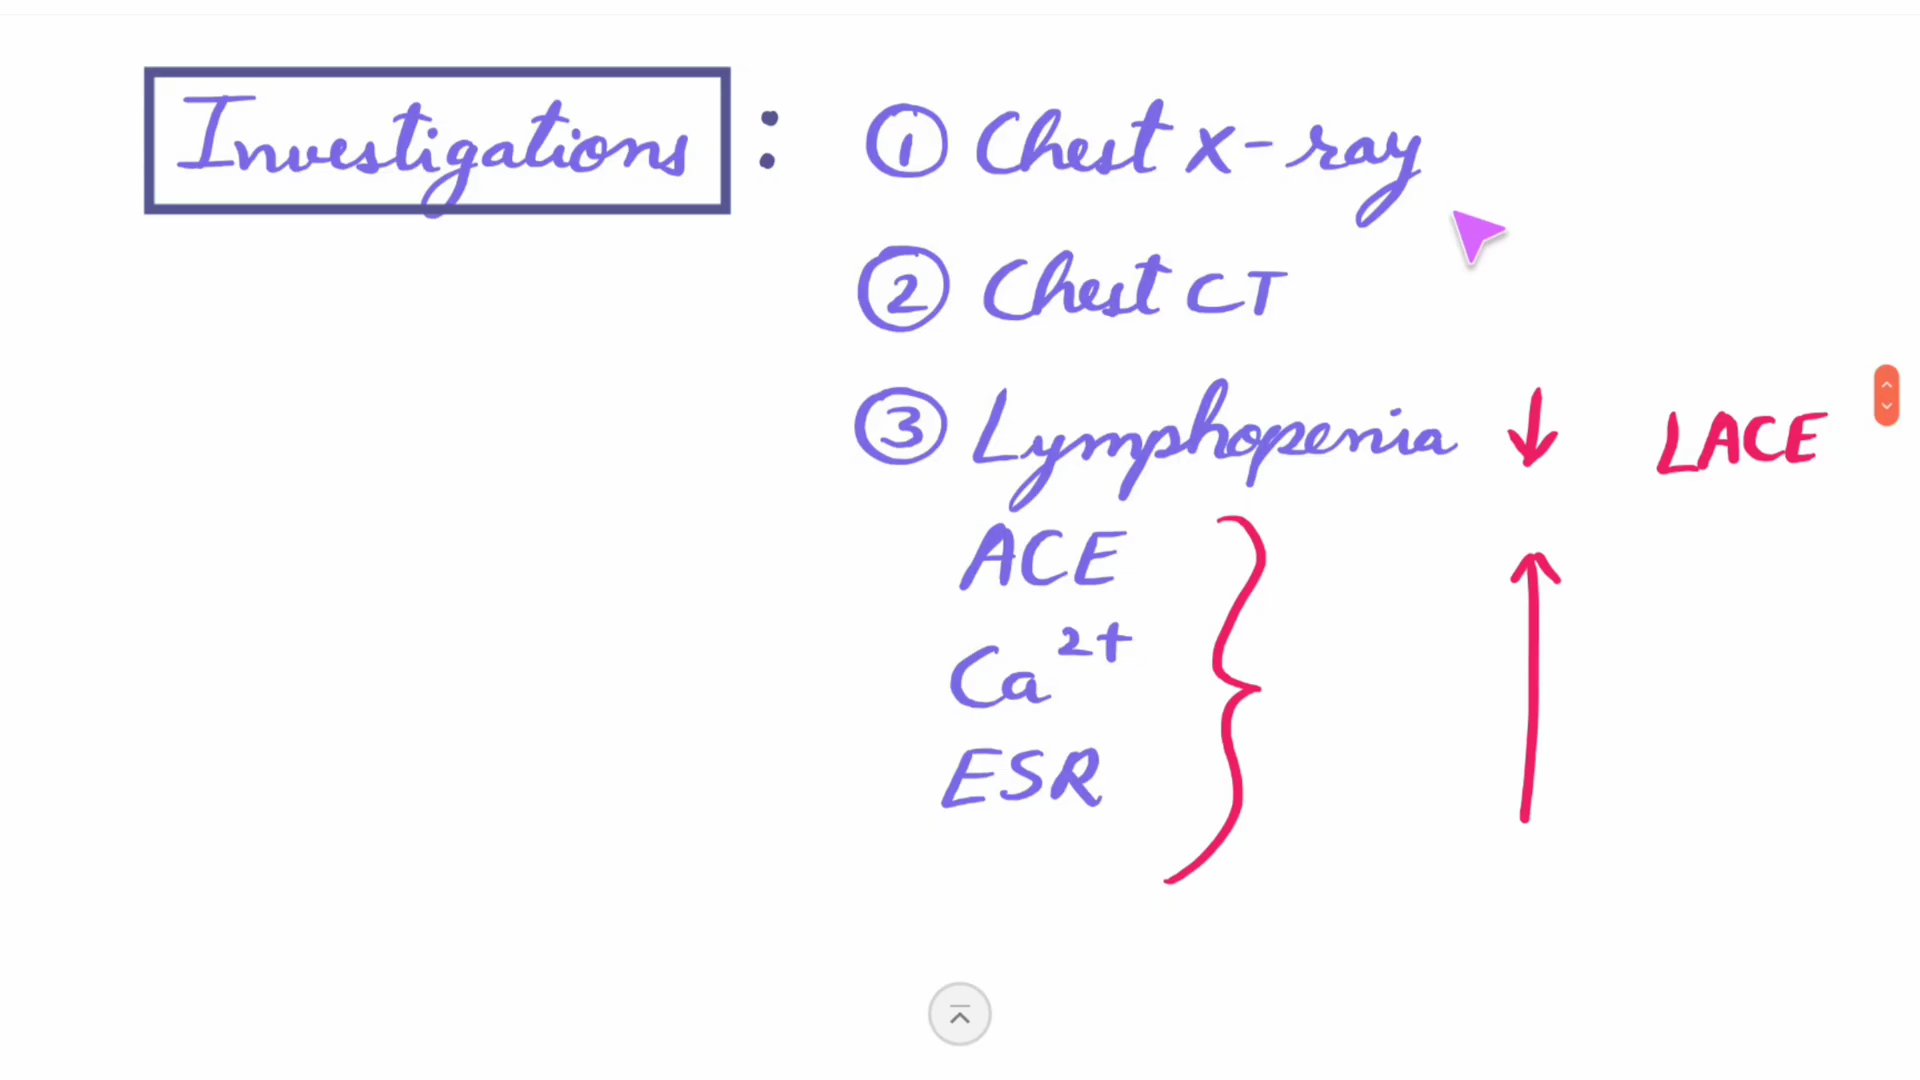 Investigations : ① Chest X-ray
② Chest CT
③ Lymphopenia ↓ LACE
ACE ↑
Ca²⁺
ESR